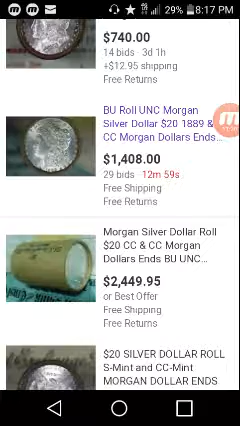 29% 8:17 PM
$740.00
14 bids · 3d 1h
+$12.95 shipping
Free Returns
BU Roll UNC Morgan
Silver Dollar $20 1889 &
CC Morgan Dollars Ends...
$1,408.00
29 bids · 12m 59s
Free Shipping
Free Returns
Morgan Silver Dollar Roll
$20 CC & CC Morgan
Dollars Ends BU UNC...
$2,449.95
or Best Offer
Free Shipping
Free Returns
$20 SILVER DOLLAR ROLL
S-Mint and CC-Mint
MORGAN DOLLAR ENDS